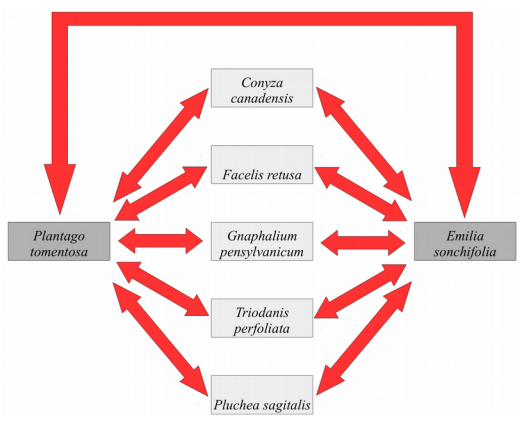 Conyza
canadensis
Facelis retusa
Plantago
tomentosa
Gnaphalium
pensylvanicum
Emilia
sonchifolia
Triodanis
perfoliata
Pluchea sagitalis